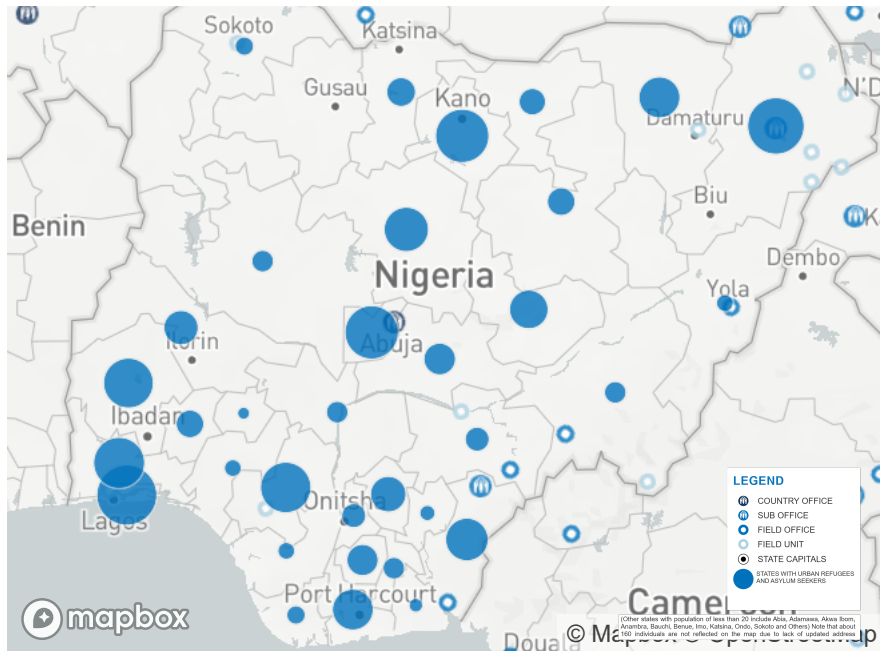 Sokoto
Katsina
Gusau
Kano
N'D
Damaturu
Benin
Biu
K
Dembo
Nigeria
Yola
Ilorin
Abuja
Ibadan
LEGEND
COUNTRY OFFICE
SUB OFFICE
FIELD OFFICE
FIELD UNIT
STATE CAPITALS
STATES WITH URBAN REFUGEES
AND ASYLUM SEEKERS
Onitsha
Lagos
Port Harcourt
Cameroon
mapbox
Douala
© Mapbox © OpenStreetMap
(Other states with population of less than 20 include Abia, Adamawa, Akwa Ibom,
Anambra, Bauchi, Benue, Imo, Katsina, Ondo, Sokoto and Others) Note that about
160 individuals are not reflected on the map due to lack of updated address